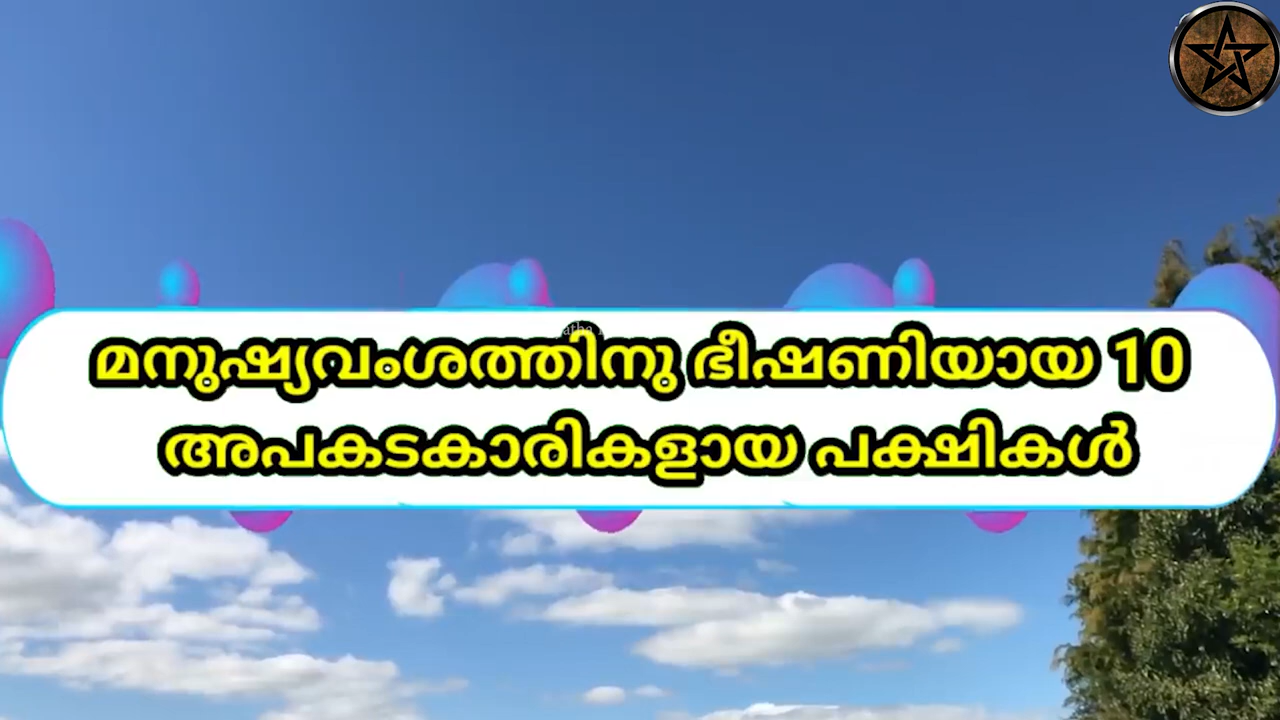 മനുഷ്യവംശത്തിനു ഭീഷണിയായ 10
അപകടകാരികളായ പക്ഷികൾ